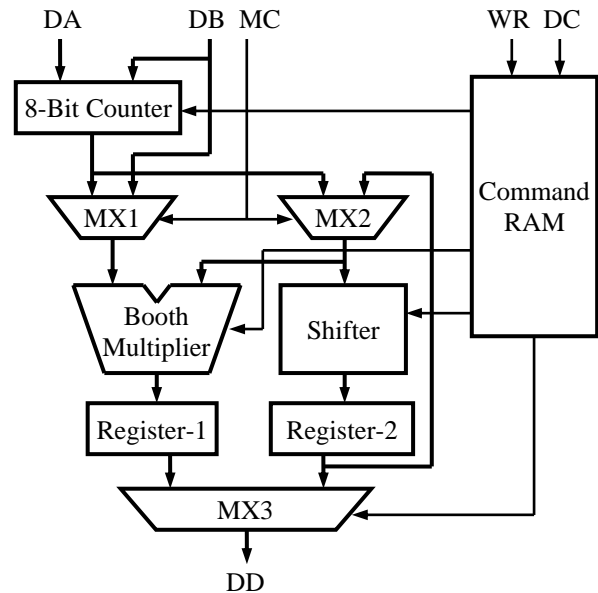 DA
DB
MC
WR
DC
8-Bit Counter
Command
RAM
MX1
MX2
Booth
Multiplier
Shifter
Register-1
Register-2
MX3
DD